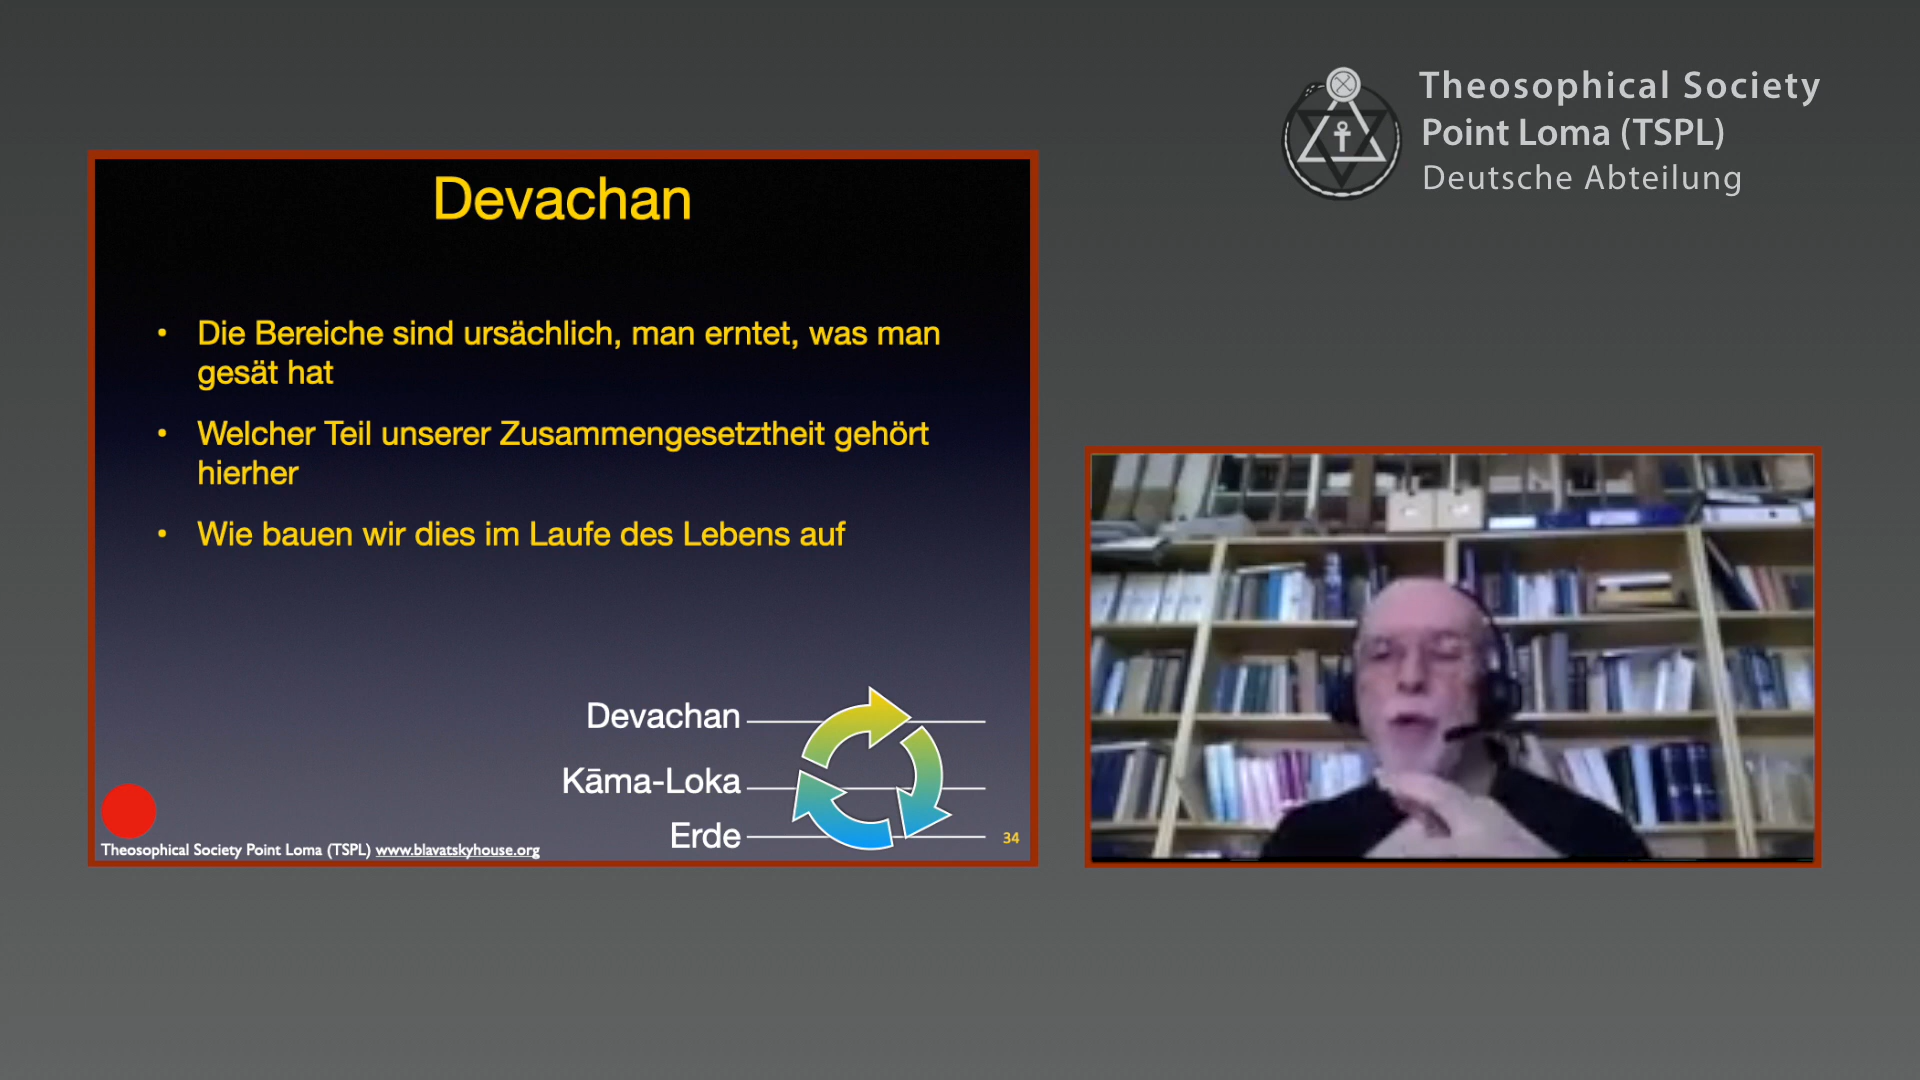 Theosophical Society
Point Loma (TSPL)
Deutsche Abteilung
Devachan
• Die Bereiche sind ursächlich, man erntet, was man
gesät hat
• Welcher Teil unserer Zusammengesetztheit gehört
hierher
• Wie bauen wir dies im Laufe des Lebens auf
Devachan
Kāma-Loka
Erde
Theosophical Society Point Loma (TSPL) www.blavatskyhouse.org
34